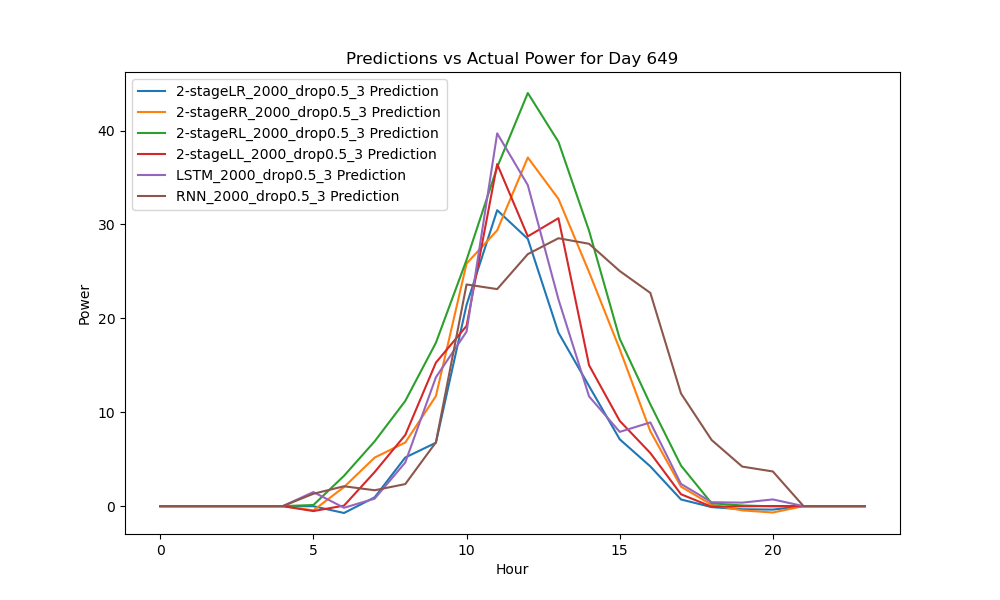 Predictions vs Actual Power for Day 649
2-stageLR_2000_drop0.5_3 Prediction
2-stageRR_2000_drop0.5_3 Prediction
2-stageRL_2000_drop0.5_3 Prediction
2-stageLL_2000_drop0.5_3 Prediction
LSTM_2000_drop0.5_3 Prediction
RNN_2000_drop0.5_3 Prediction
40
30
20
10
0
Power
0 5 10 15 20
Hour